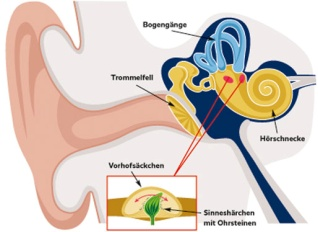 Bogengänge
Trommelfell
Hörschnecke
Vorhofsäckchen
Sinneshärchen
mit Ohrsteinen